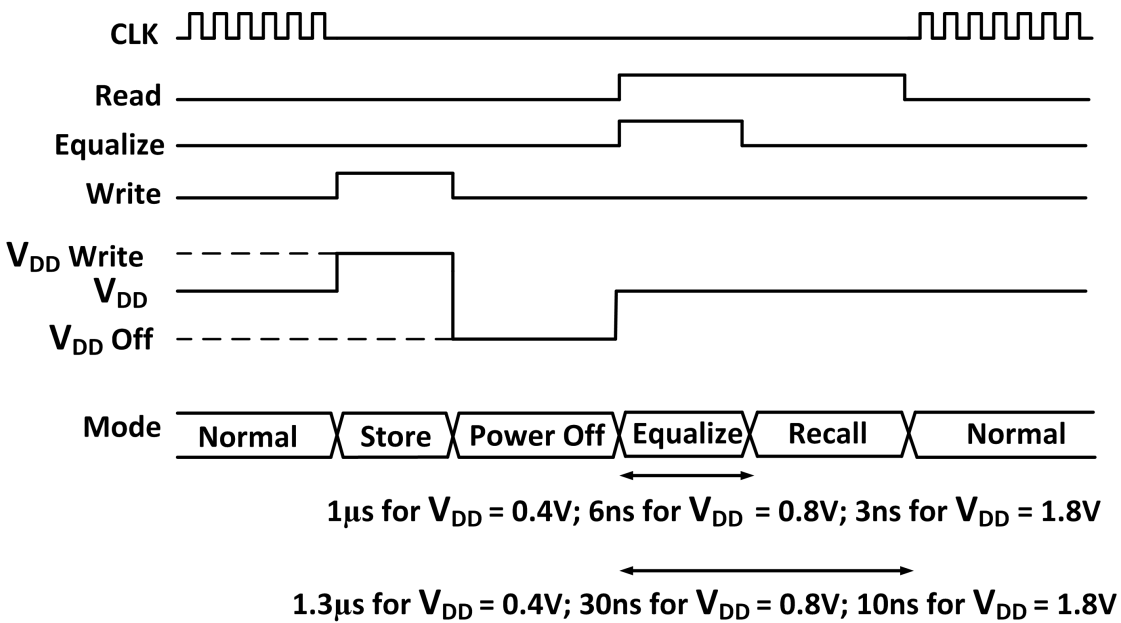 CLK
Read
Equalize
Write
VDD Write
VDD
VDD Off
Mode Normal Store Power Off Equalize Recall Normal
1μs for VDD = 0.4V; 6ns for VDD = 0.8V; 3ns for VDD = 1.8V
1.3μs for VDD = 0.4V; 30ns for VDD = 0.8V; 10ns for VDD = 1.8V